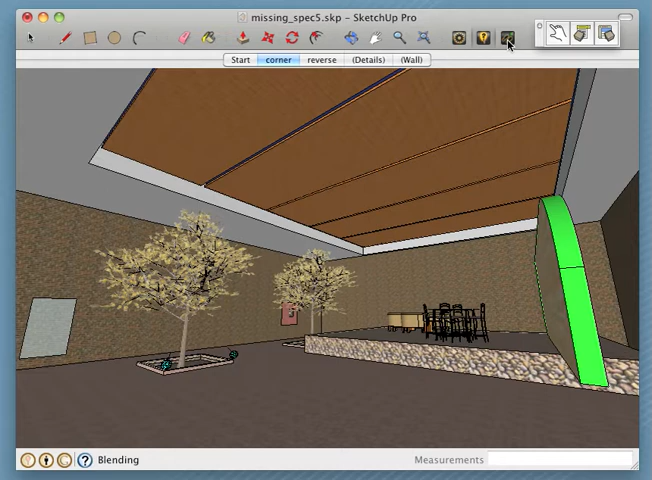 missing_spec5.skp - SketchUp Pro
Start corner reverse (Details) (Wall)
Blending Measurements